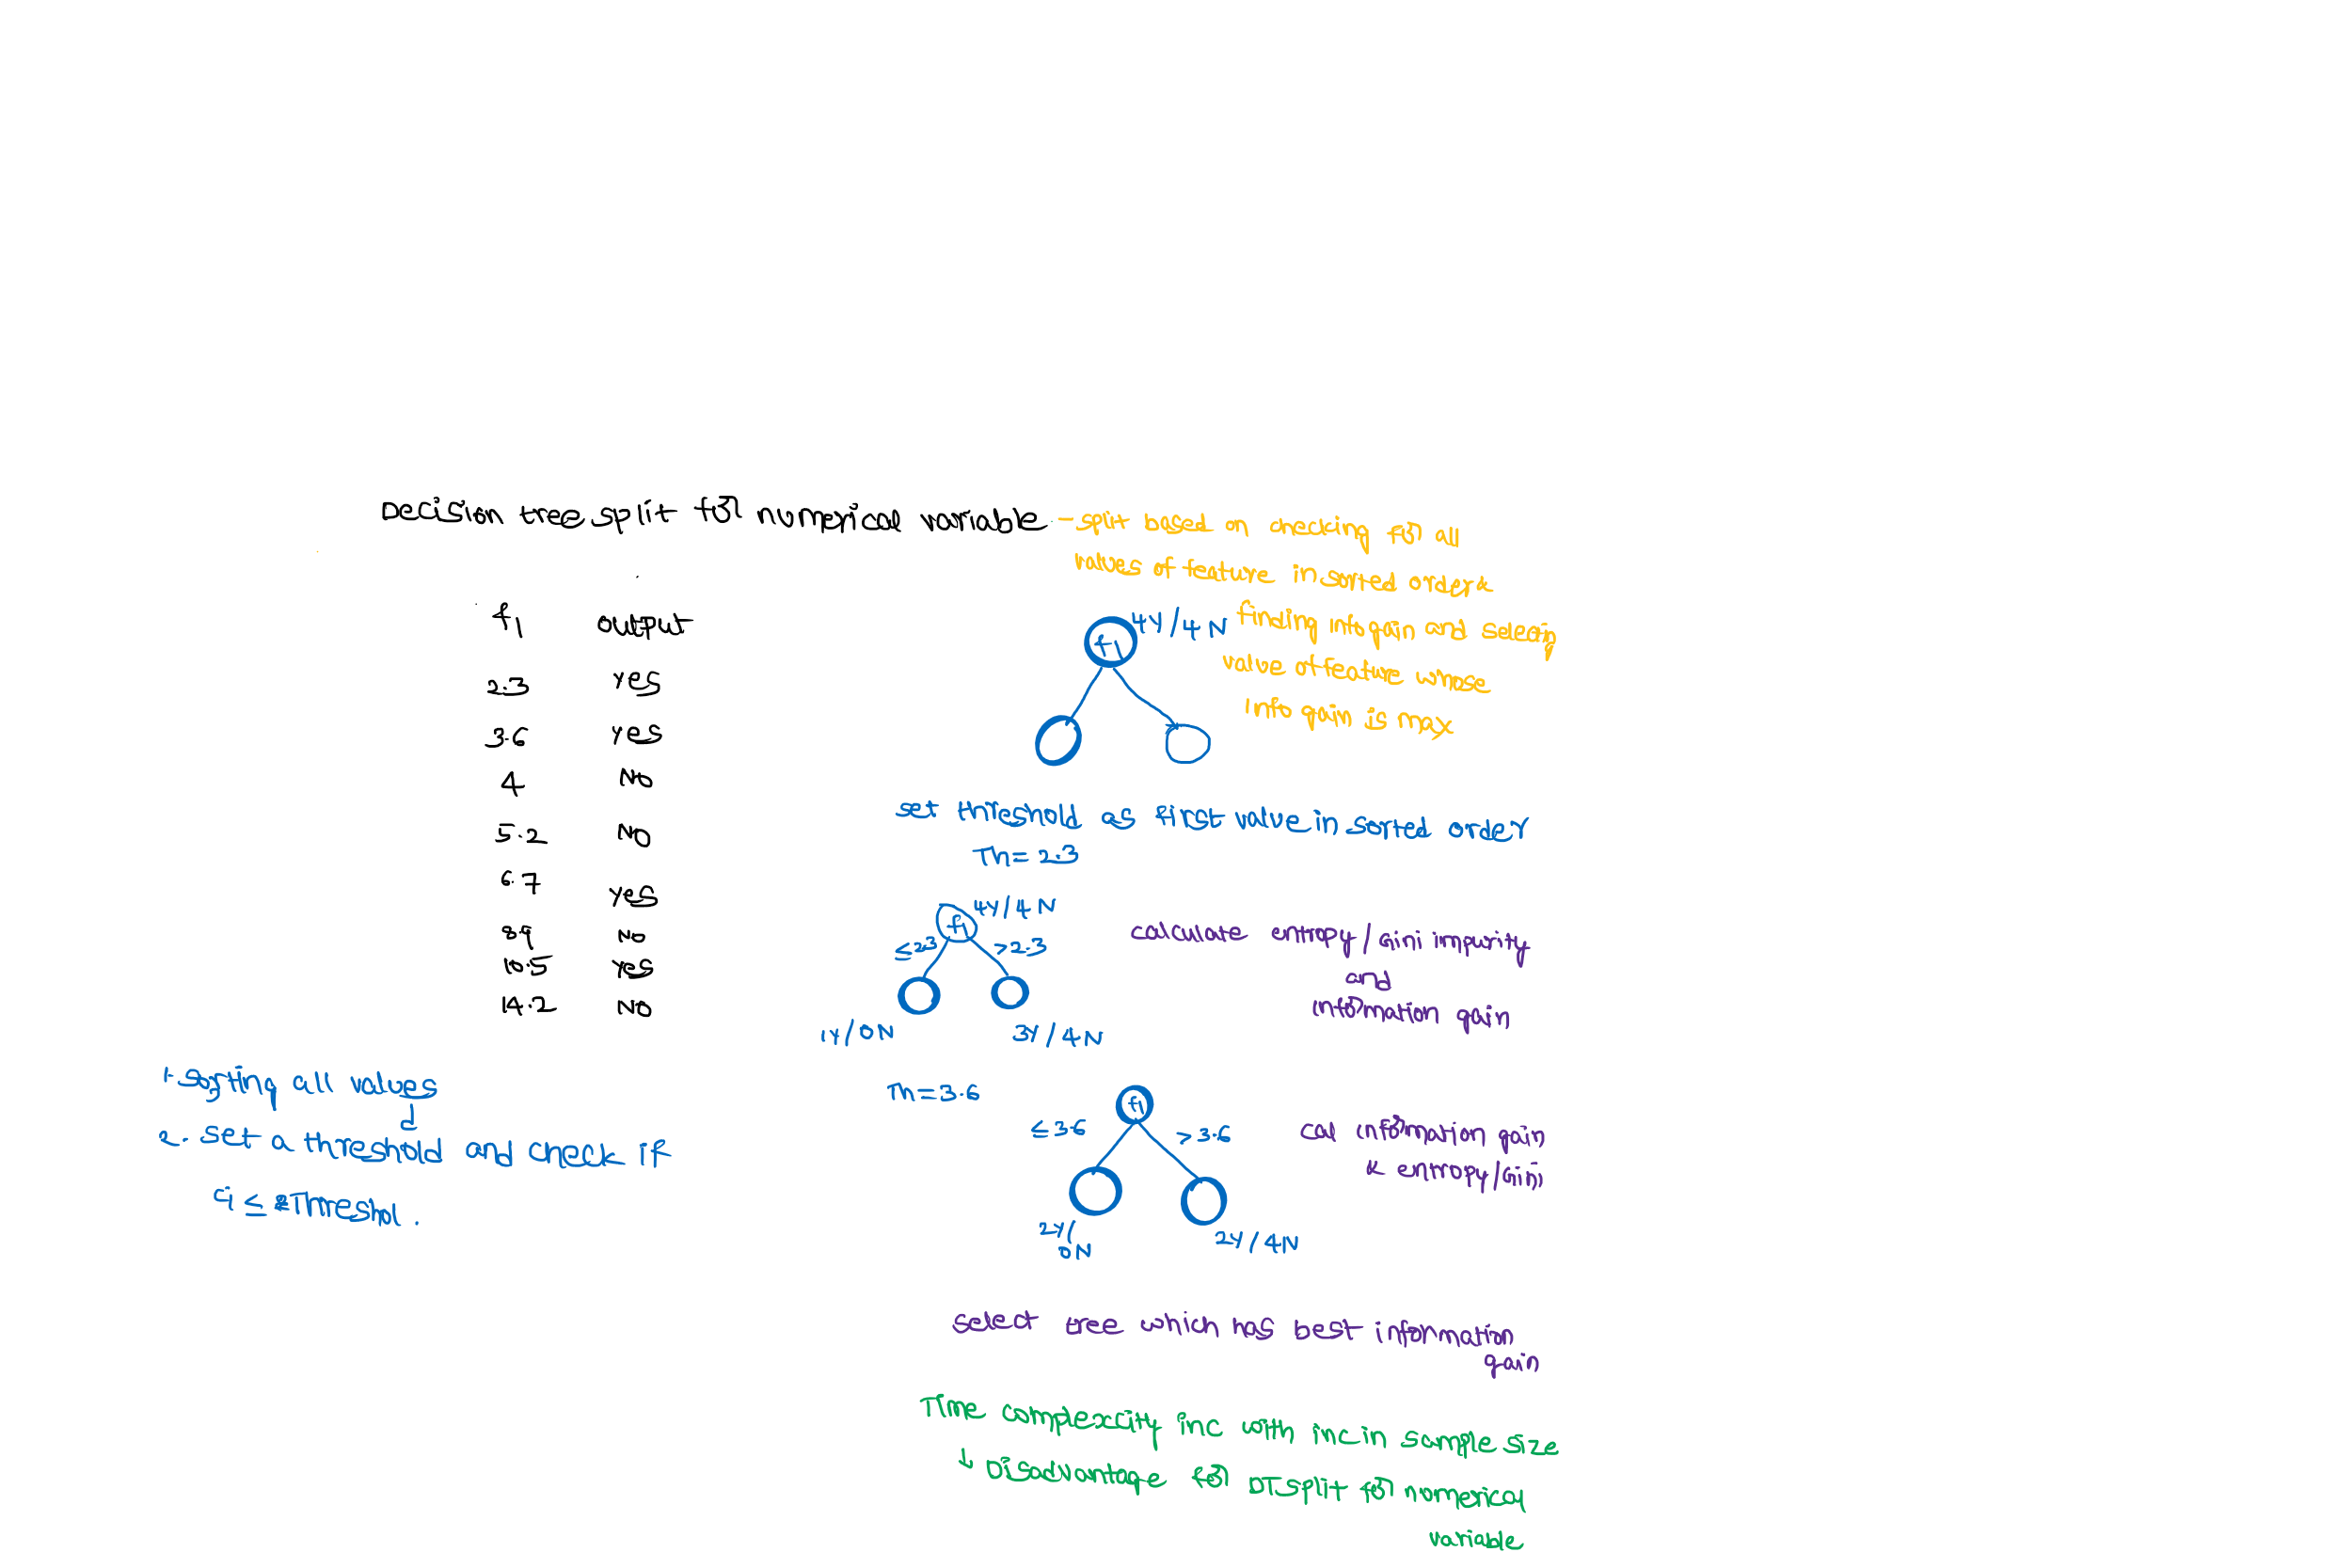 Decision tree split for numerical variable - split based on checking for all
values of feature in sorted order &
finding info gain and selectin
value of feature whose
info gain is max
f1 output
2.3 Yes
3.6 Yes
4 No
5.2 No
6.7 Yes
8.9 No
10.5 Yes
14.2 No
1. Sorting all values
2. Set a threshold and check if
≤ Threshol.
f1 4Y/4N
set threshold as first value in sorted order
Th = 2.3
f1 4Y/4N
≤2.3 >2.3
1Y/0N 3Y/4N
calculate entropy/Gini impurity
and
information gain
Th = 3.6
f1
≤ 3.6 > 3.6
2Y/
0N
2Y/4N
cal information gain
& entropy/Gini
select tree which has best information
gain
Time complexcity inc with inc in sample size
↳ Disadvantage for DT split for numerical
variable